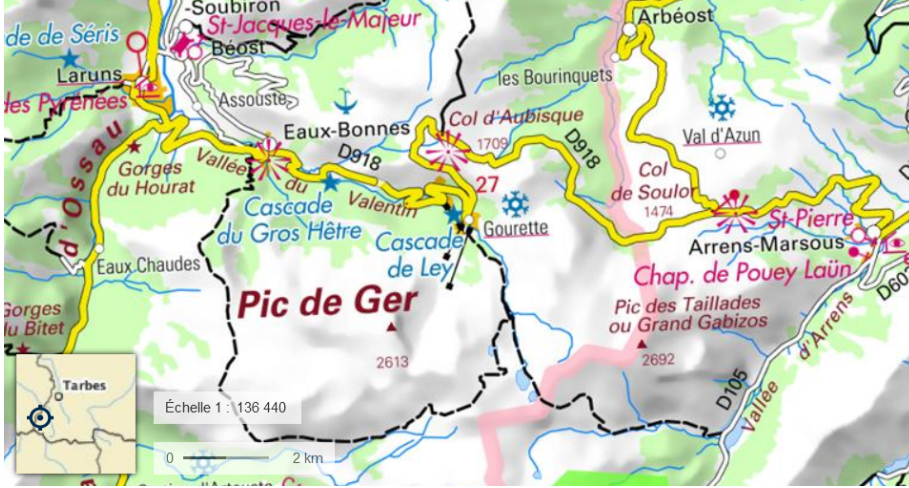 Soubiron
St-Jacques-le-Majeur
Arbéost
de de Séris
Béost
Laruns
les Bourinquets
des Pyrénées
Assouste
Col d'Aubisque
1709
Eaux-Bonnes
D918
D918
Val d'Azun
Vallée
du
Valentin
Gorges
du Hourat
d'Ossau
27
Col
de Soulor
1474
Cascade
du Gros Hêtre
Gourette
St-Pierre
Cascade
de Ley
Arrens-Marsous
Eaux Chaudes
Chap. de Pouey Laün
D603
Pic de Ger
2613
Gorges
du Bitet
Pic des Taillades
ou Grand Gabizos
2692
D105
Vallée
d'Arrens
Tarbes
Échelle 1 : 136 440
0
2 km